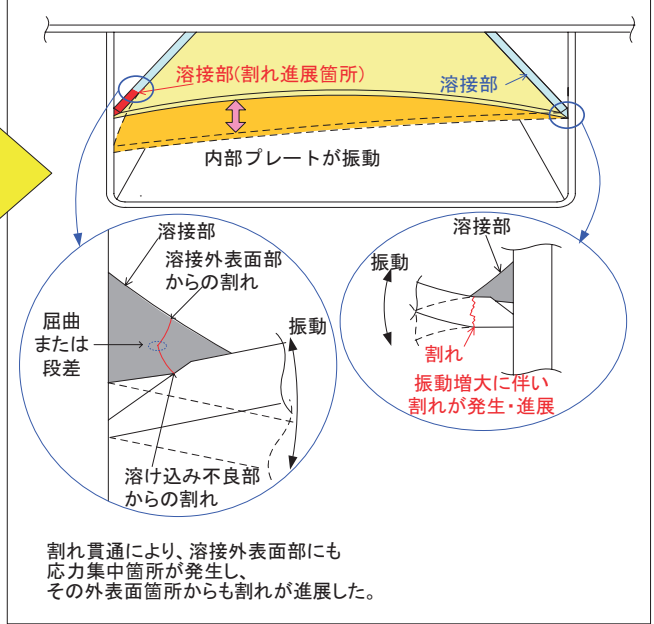 溶接部(割れ進展箇所)
溶接部
内部プレートが振動
溶接部
溶接外表面部
からの割れ
屈曲
または
段差
振動
溶け込み不良部
からの割れ
溶接部
振動
割れ
振動増大に伴い
割れが発生・進展
割れ貫通により、溶接外表面部にも
応力集中箇所が発生し、
その外表面箇所からも割れが進展した。